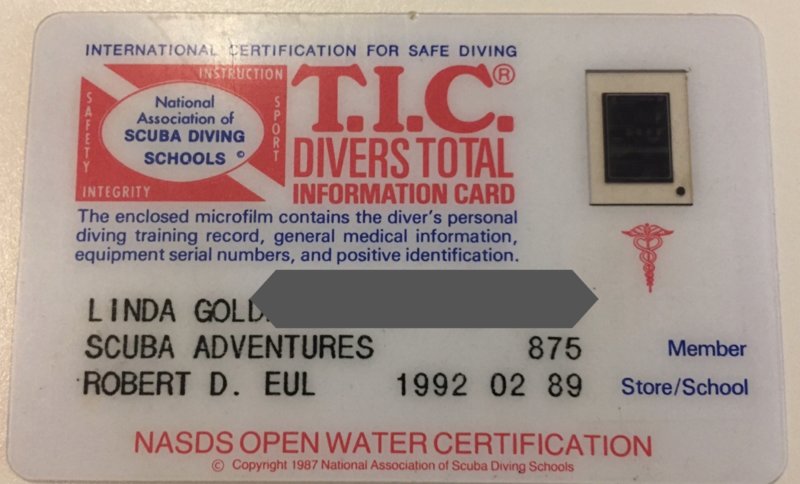 INTERNATIONAL CERTIFICATION FOR SAFE DIVING
INSTRUCTION
SAFETY
SPORT
INTEGRITY
National
Association of
SCUBA DIVING
SCHOOLS ©
T.I.C.®
DIVERS TOTAL
INFORMATION CARD
The enclosed microfilm contains the diver's personal
diving training record, general medical information,
equipment serial numbers, and positive identification.
LINDA GOLD
SCUBA ADVENTURES 875 Member
ROBERT D. EUL 1992 02 89 Store/School
NASDS OPEN WATER CERTIFICATION
© Copyright 1987 National Association of Scuba Diving Schools